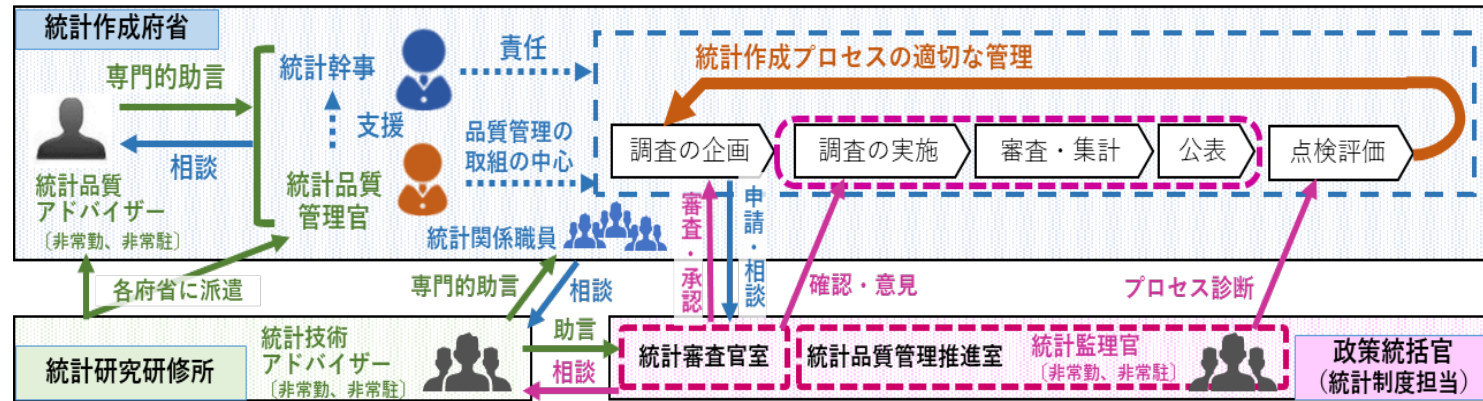 統計作成府省
専門的助言
相談
統計品質
アドバイザー
〔非常勤、非常駐〕
統計幹事
支援
統計品質
管理官
責任
品質管理の
取組の中心
統計関係職員
統計作成プロセスの適切な管理
調査の企画
調査の実施
審査・集計
公表
点検評価
審査・承認
申請・相談
各府省に派遣
専門的助言
相談
確認・意見
プロセス診断
統計研究研修所
統計技術
アドバイザー
〔非常勤、非常駐〕
助言
相談
統計審査官室
統計品質管理推進室
統計監理官
〔非常勤、非常駐〕
政策統括官
（統計制度担当）